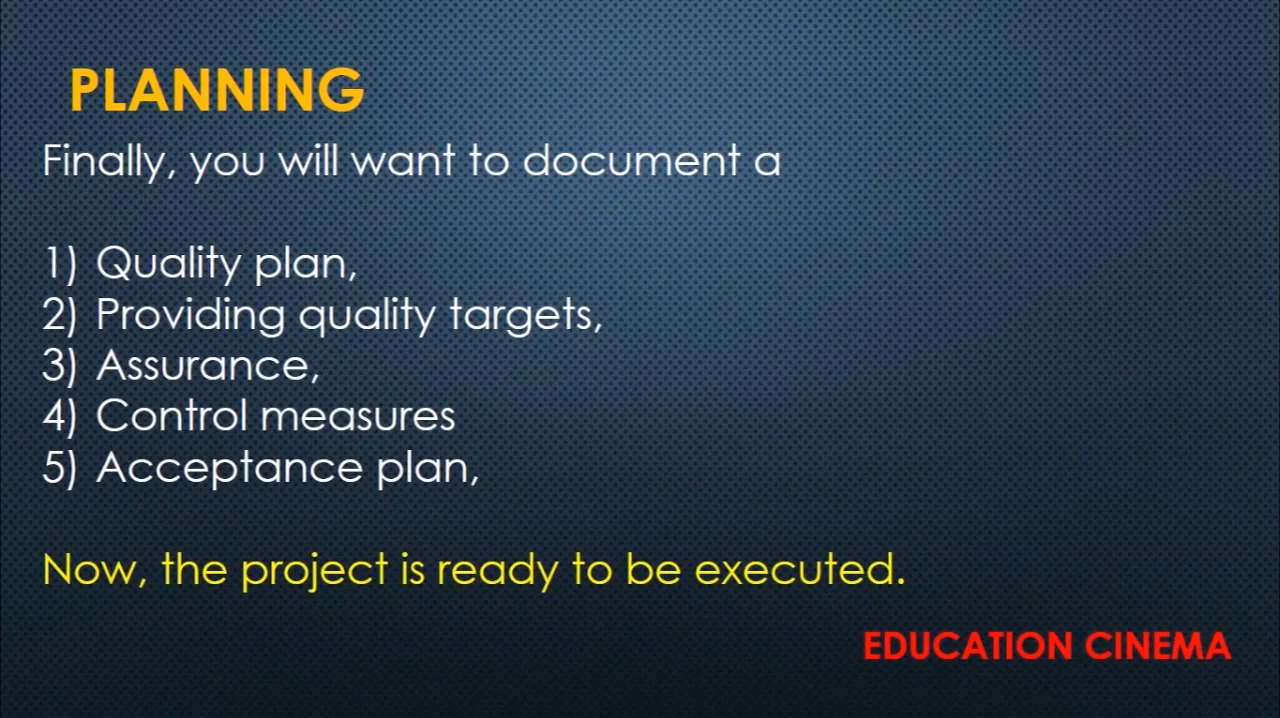 PLANNING
Finally, you will want to document a
1) Quality plan,
2) Providing quality targets,
3) Assurance,
4) Control measures
5) Acceptance plan,
Now, the project is ready to be executed.
EDUCATION CINEMA